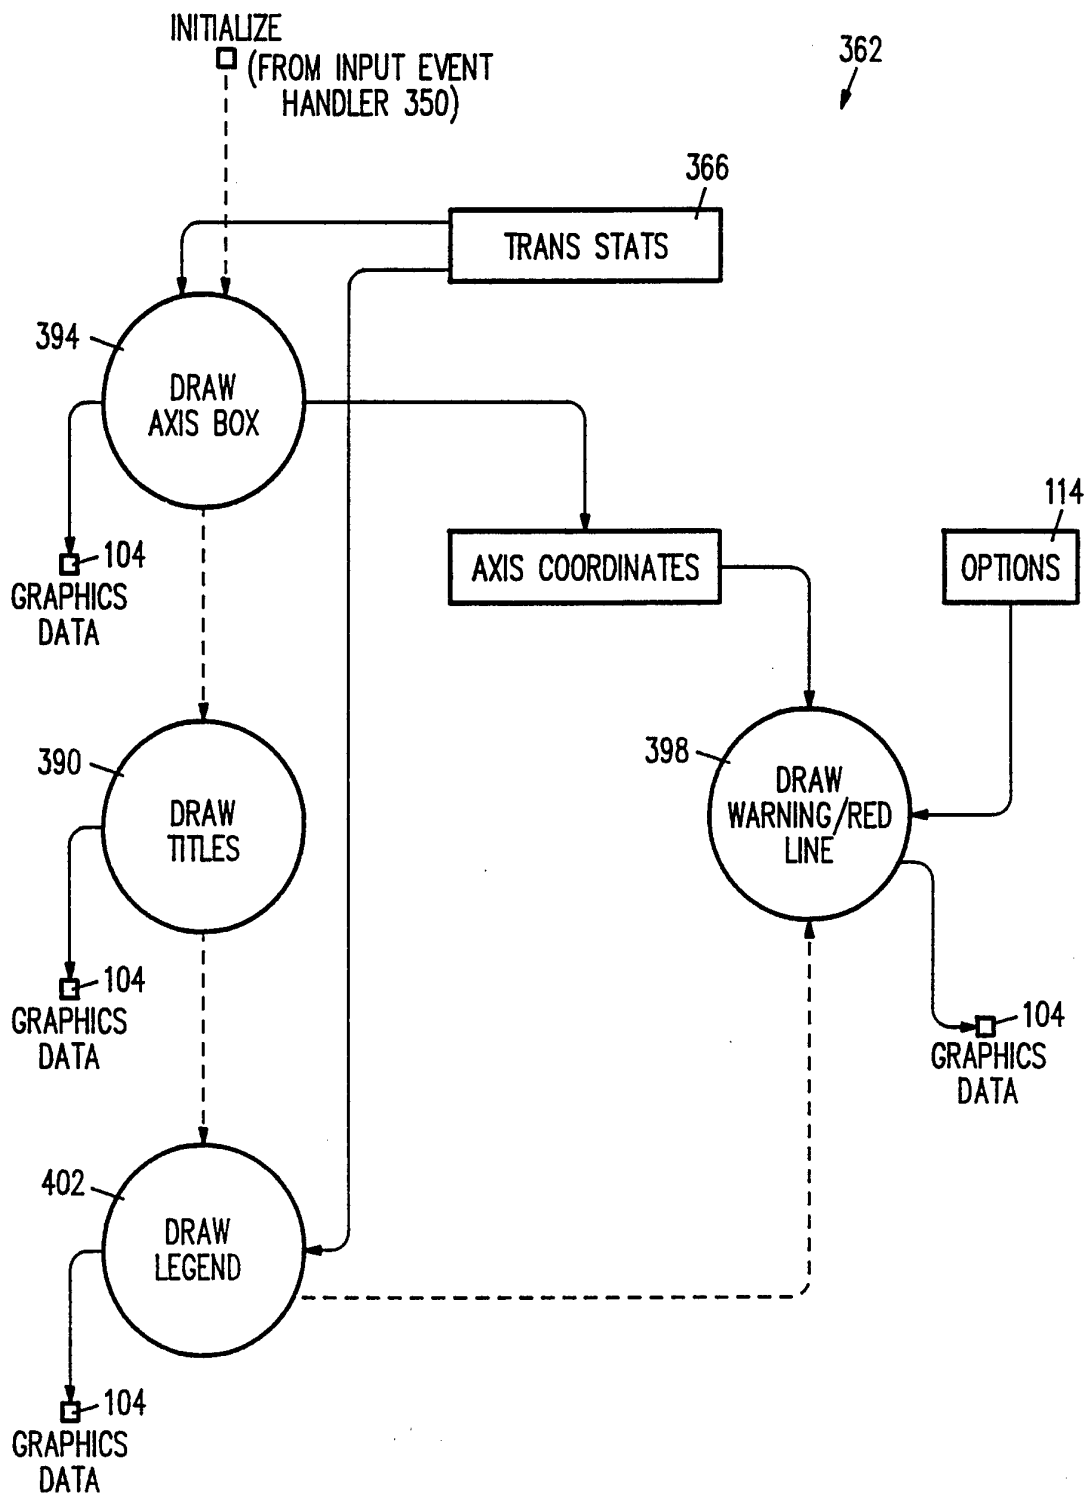 INITIALIZE
(FROM INPUT EVENT
HANDLER 350)
362
366
TRANS STATS
394
DRAW
AXIS BOX
104
GRAPHICS
DATA
AXIS COORDINATES
114
OPTIONS
390
DRAW
TITLES
398
DRAW
WARNING/RED
LINE
104
GRAPHICS
DATA
104
GRAPHICS
DATA
402
DRAW
LEGEND
104
GRAPHICS
DATA